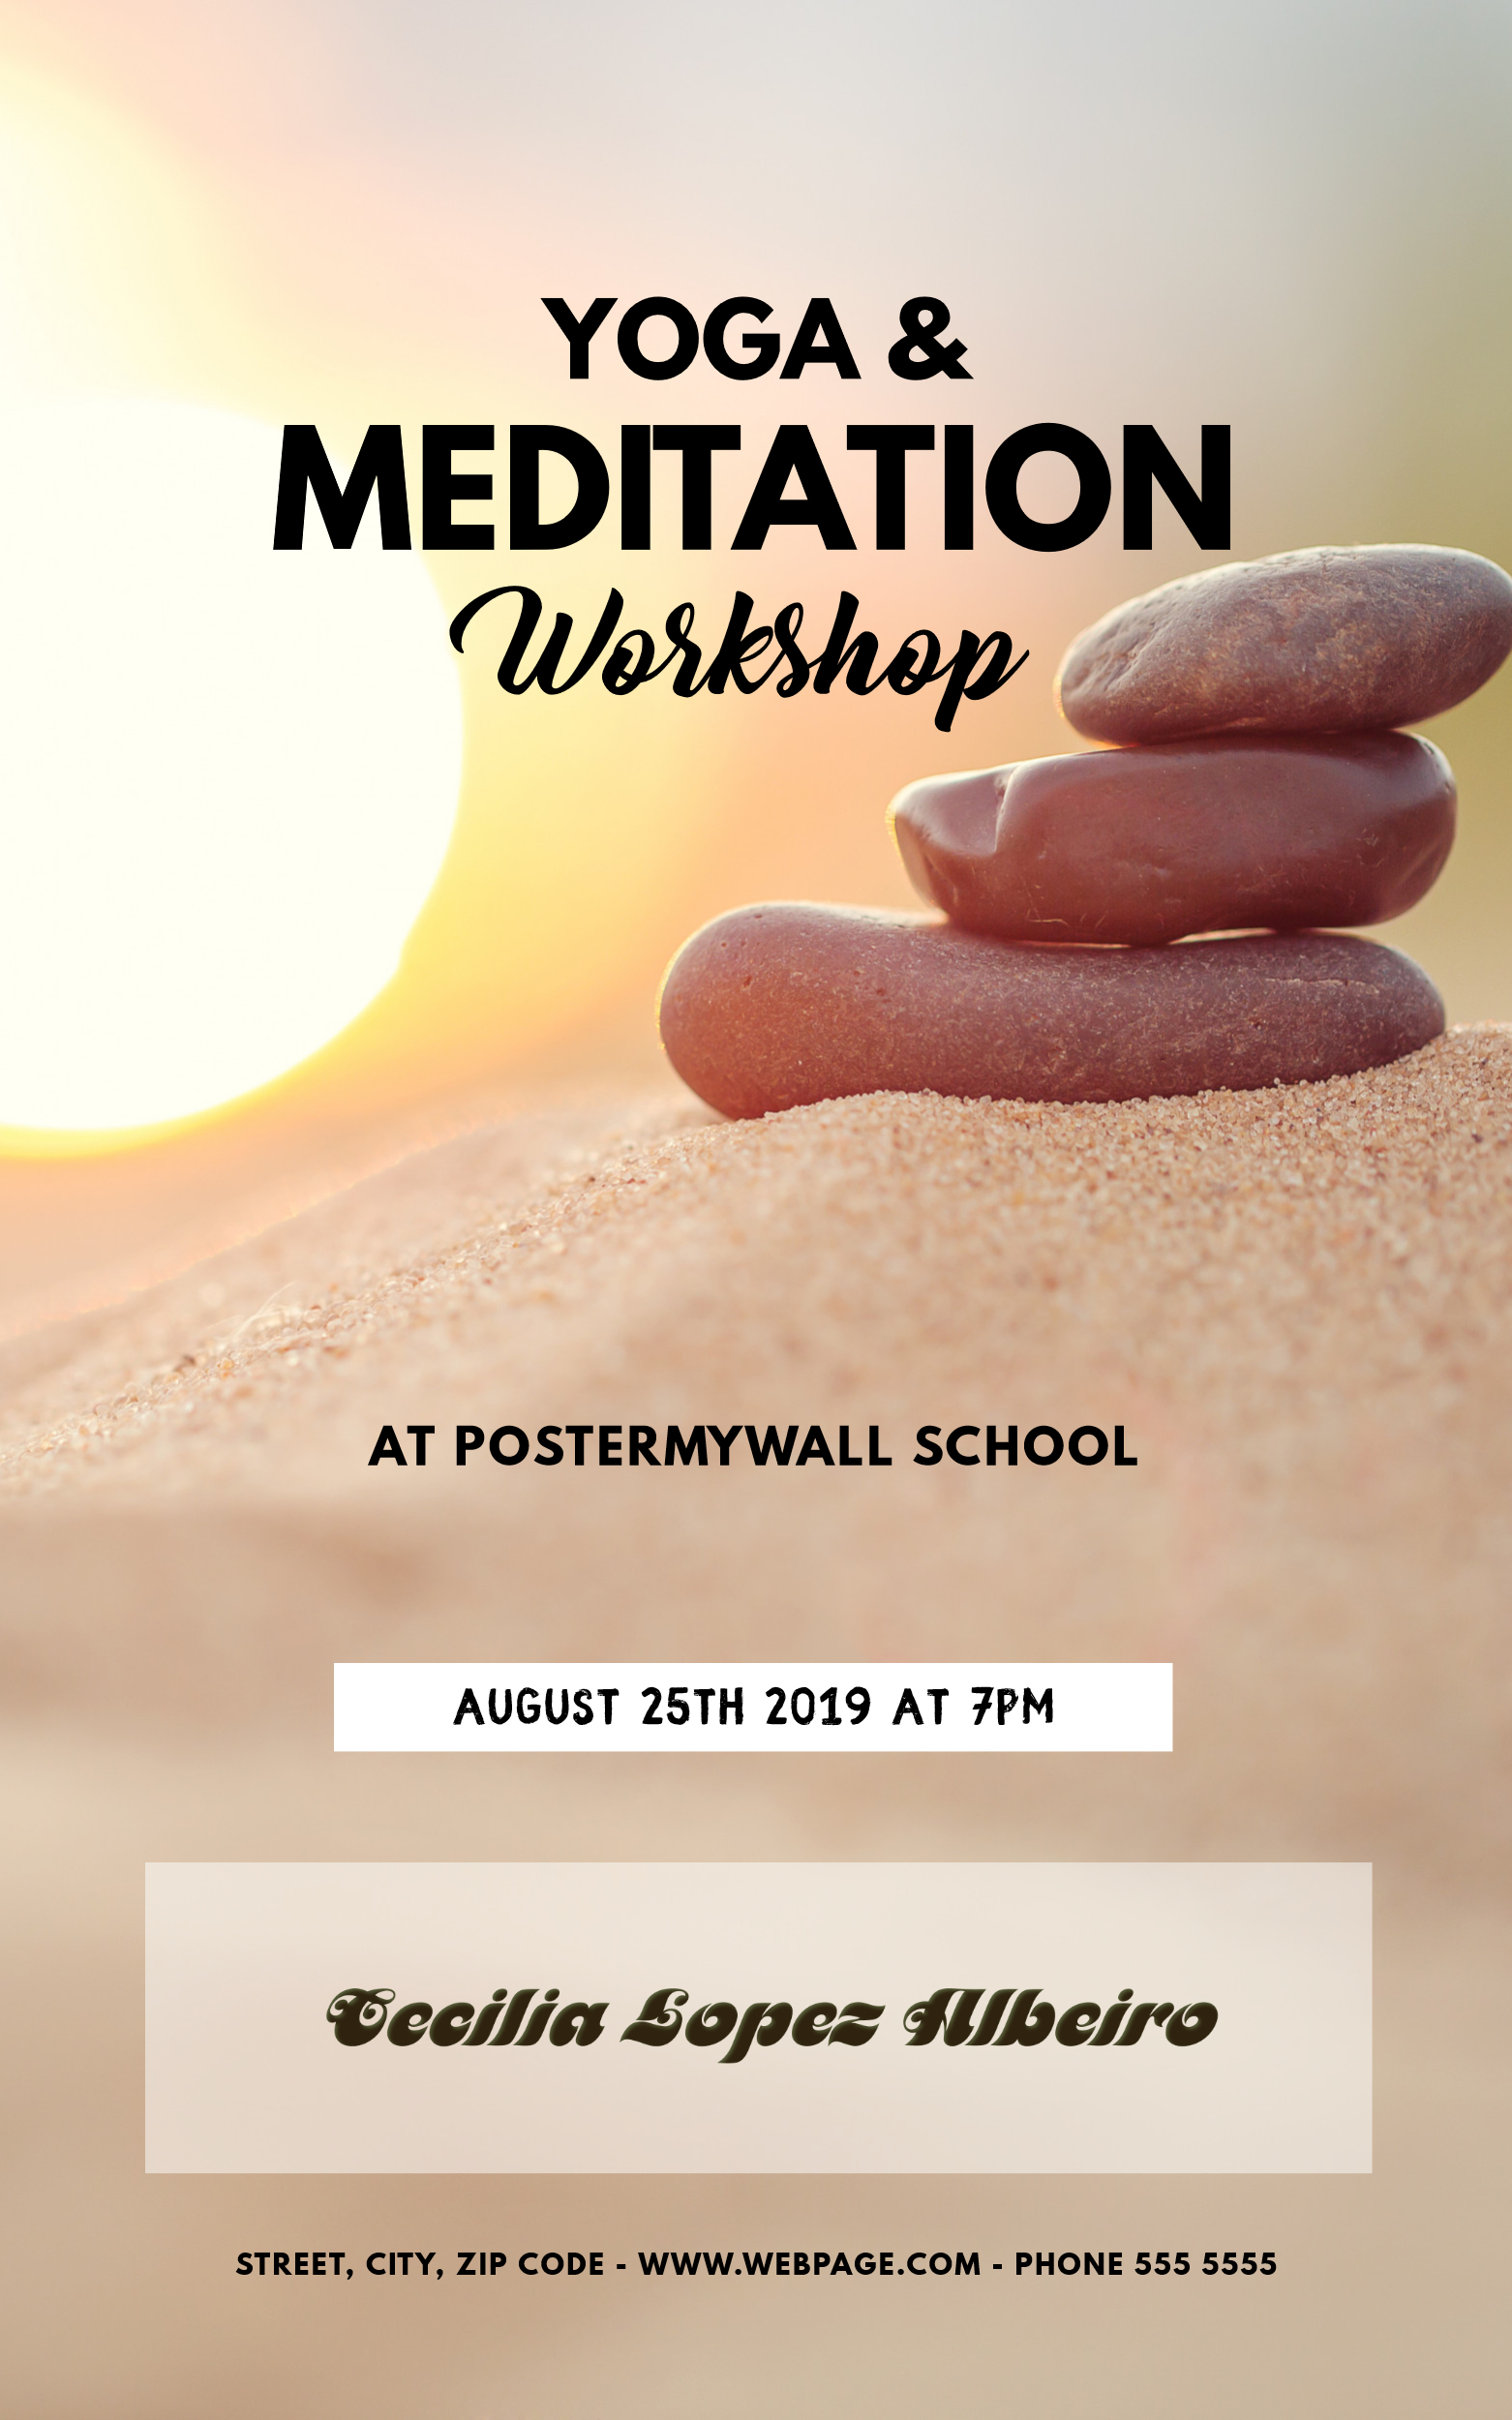 YOGA &
MEDITATION
Workshop
AT POSTERMYWALL SCHOOL
AUGUST 25TH 2019 AT 7PM
Cecilia Lopez Albeiro
STREET, CITY, ZIP CODE - WWW.WEBPAGE.COM - PHONE 555 5555